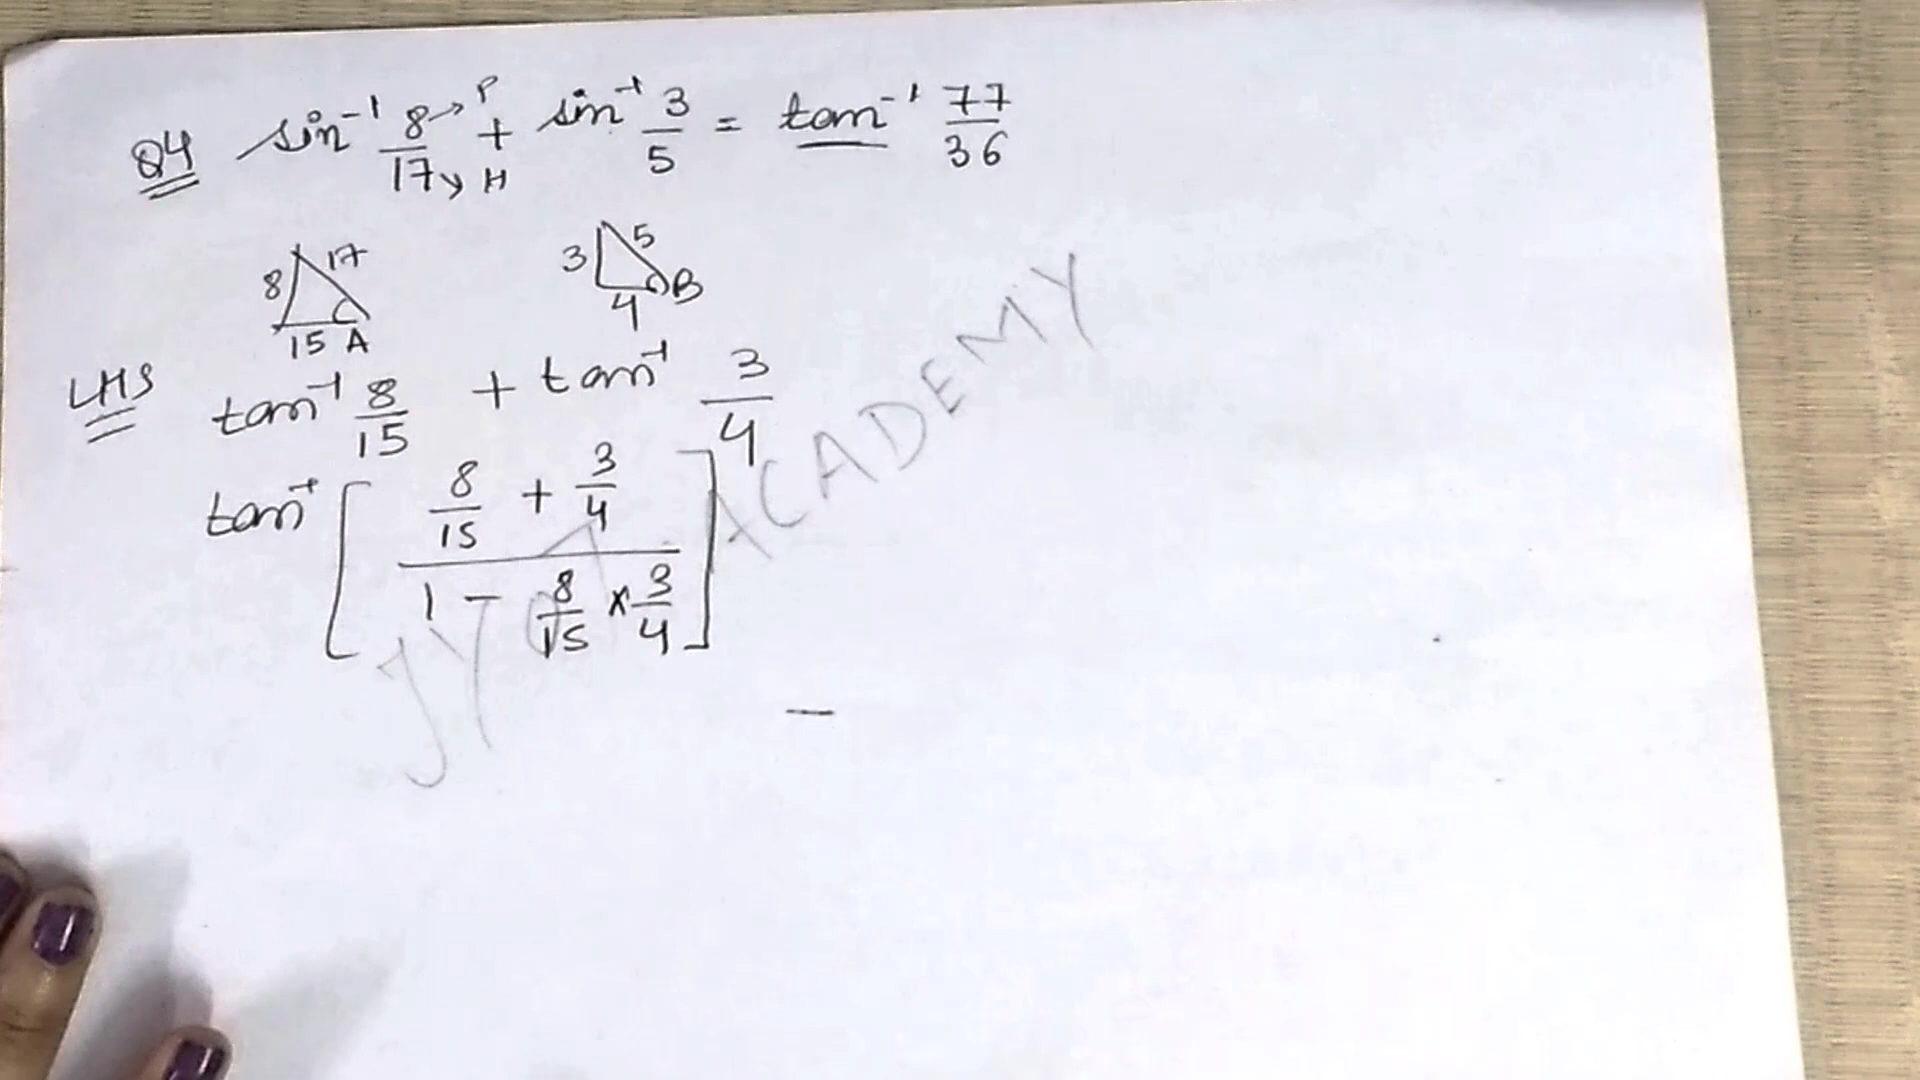 Q4 sin⁻¹ 8/17 + sin⁻¹ 3/5 = tan⁻¹ 77/36
P
H
8 17 15 A
3 5 4 B
LHS tan⁻¹ 8/15 + tan⁻¹ 3/4
tan⁻¹ [ (8/15 + 3/4) / (1 - 8/15 × 3/4) ]
ACADEMY